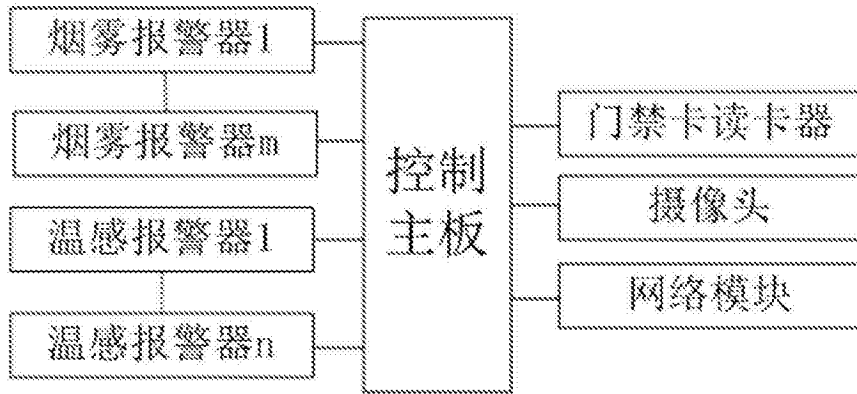 烟雾报警器1
烟雾报警器m
温感报警器1
温感报警器n
控制
主板
门禁卡读卡器
摄像头
网络模块